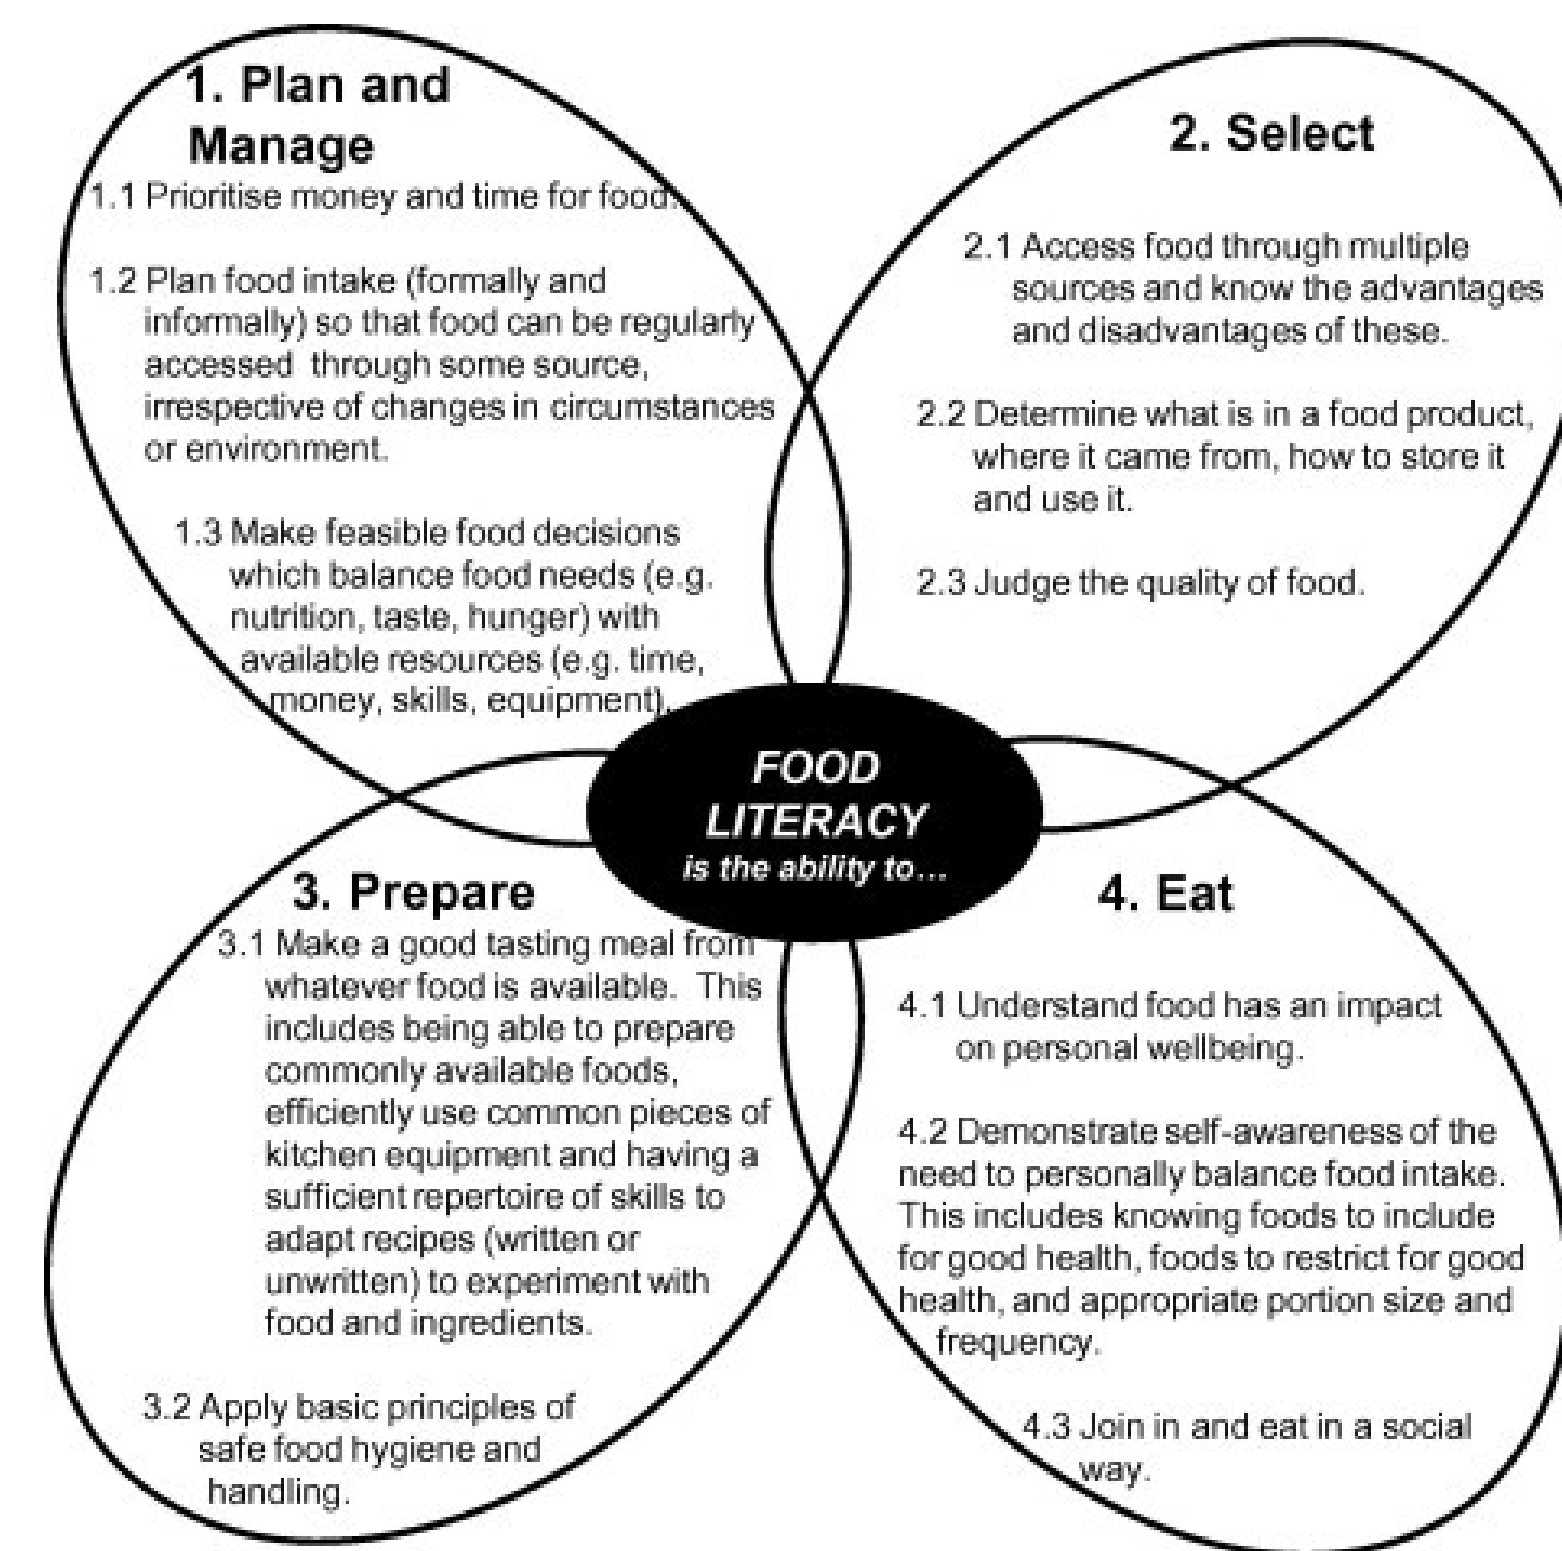 1. Plan and
Manage
1.1 Prioritise money and time for food.
1.2 Plan food intake (formally and
informally) so that food can be regularly
accessed through some source,
irrespective of changes in circumstances
or environment.
1.3 Make feasible food decisions
which balance food needs (e.g.
nutrition, taste, hunger) with
available resources (e.g. time,
money, skills, equipment).
2. Select
2.1 Access food through multiple
sources and know the advantages
and disadvantages of these.
2.2 Determine what is in a food product,
where it came from, how to store it
and use it.
2.3 Judge the quality of food.
FOOD
LITERACY
is the ability to...
3. Prepare
3.1 Make a good tasting meal from
whatever food is available. This
includes being able to prepare
commonly available foods,
efficiently use common pieces of
kitchen equipment and having a
sufficient repertoire of skills to
adapt recipes (written or
unwritten) to experiment with
food and ingredients.
3.2 Apply basic principles of
safe food hygiene and
handling.
4. Eat
4.1 Understand food has an impact
on personal wellbeing.
4.2 Demonstrate self-awareness of the
need to personally balance food intake.
This includes knowing foods to include
for good health, foods to restrict for good
health, and appropriate portion size and
frequency.
4.3 Join in and eat in a social
way.